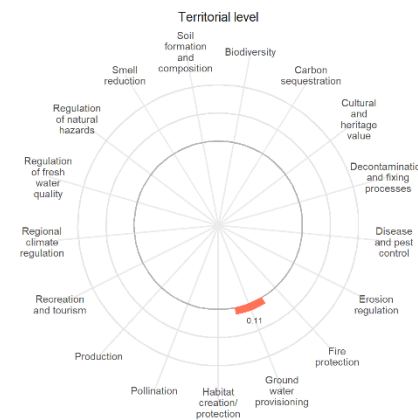 Territorial level
Soil
formation
and
composition
Biodiversity
Carbon
sequestration
Cultural
and
heritage
value
Decontaminatio
and fixing
processes
Disease
and pest
control
Erosion
regulation
Fire
protection
Ground
water
provisioning
Habitat
creation/
protection
Pollination
Production
Recreation
and tourism
Regional
climate
regulation
Regulation
of fresh
water
quality
Regulation
of natural
hazards
Smell
reduction
0.11